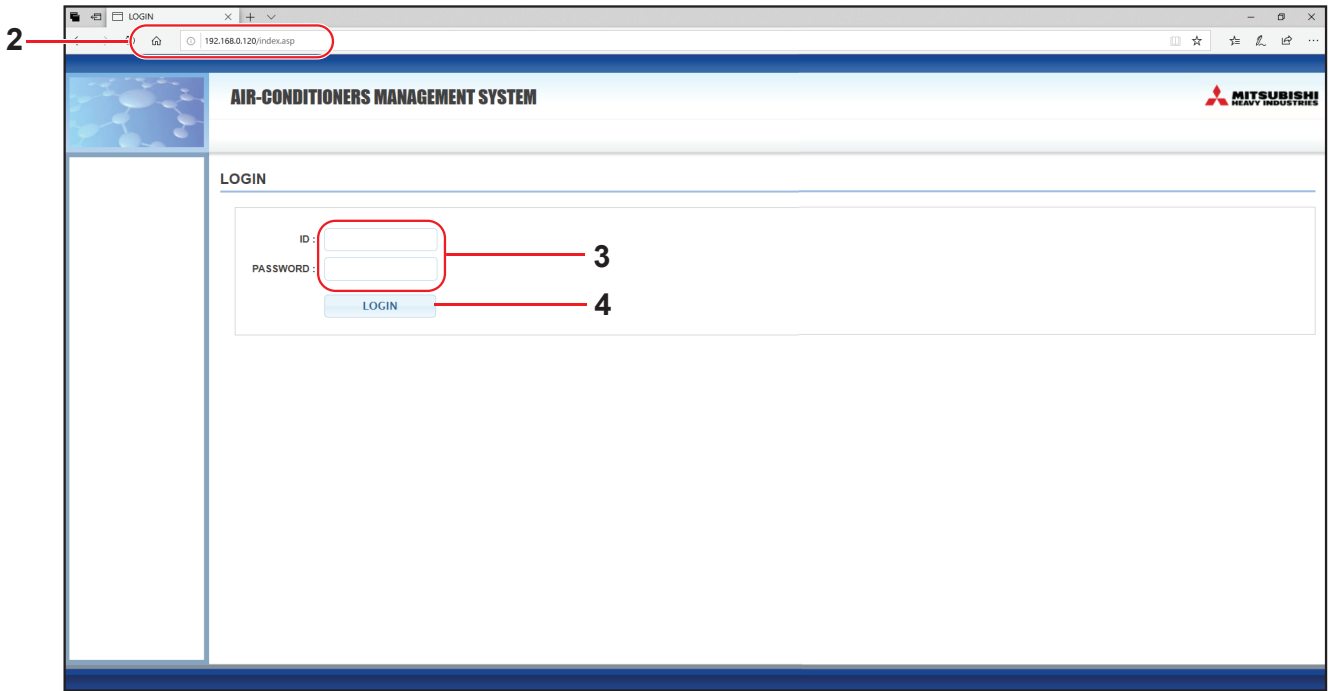 LOGIN
2
192.168.0.120/index.asp
AIR-CONDITIONERS MANAGEMENT SYSTEM
MITSUBISHI
HEAVY INDUSTRIES
LOGIN
ID :
3
PASSWORD :
LOGIN
4